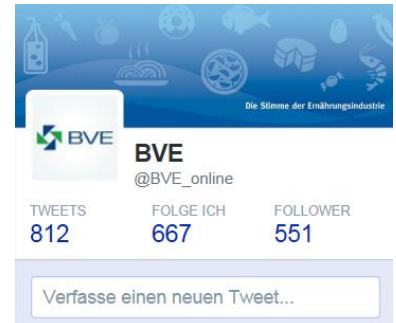 Die Stimme der Ernährungsindustrie
BVE
BVE
@BVE_online
TWEETS FOLGE ICH FOLLOWER
812 667 551
Verfasse einen neuen Tweet...